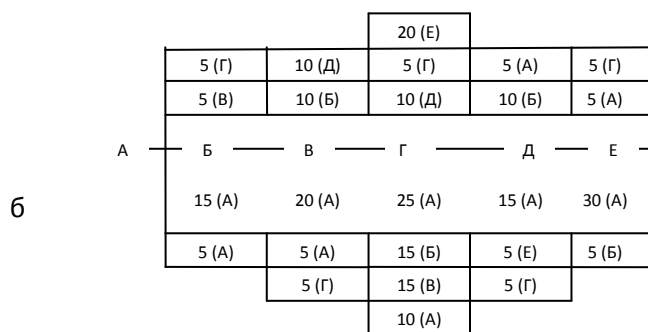 20 (Е)
5 (Г) 10 (Д) 5 (Г) 5 (А) 5 (Г)
5 (В) 10 (Б) 10 (Д) 10 (Б) 5 (А)
А Б В Г Д Е
б
15 (А) 20 (А) 25 (А) 15 (А) 30 (А)
5 (А) 5 (А) 15 (Б) 5 (Е) 5 (Б)
5 (Г) 15 (В) 5 (Г)
10 (А)